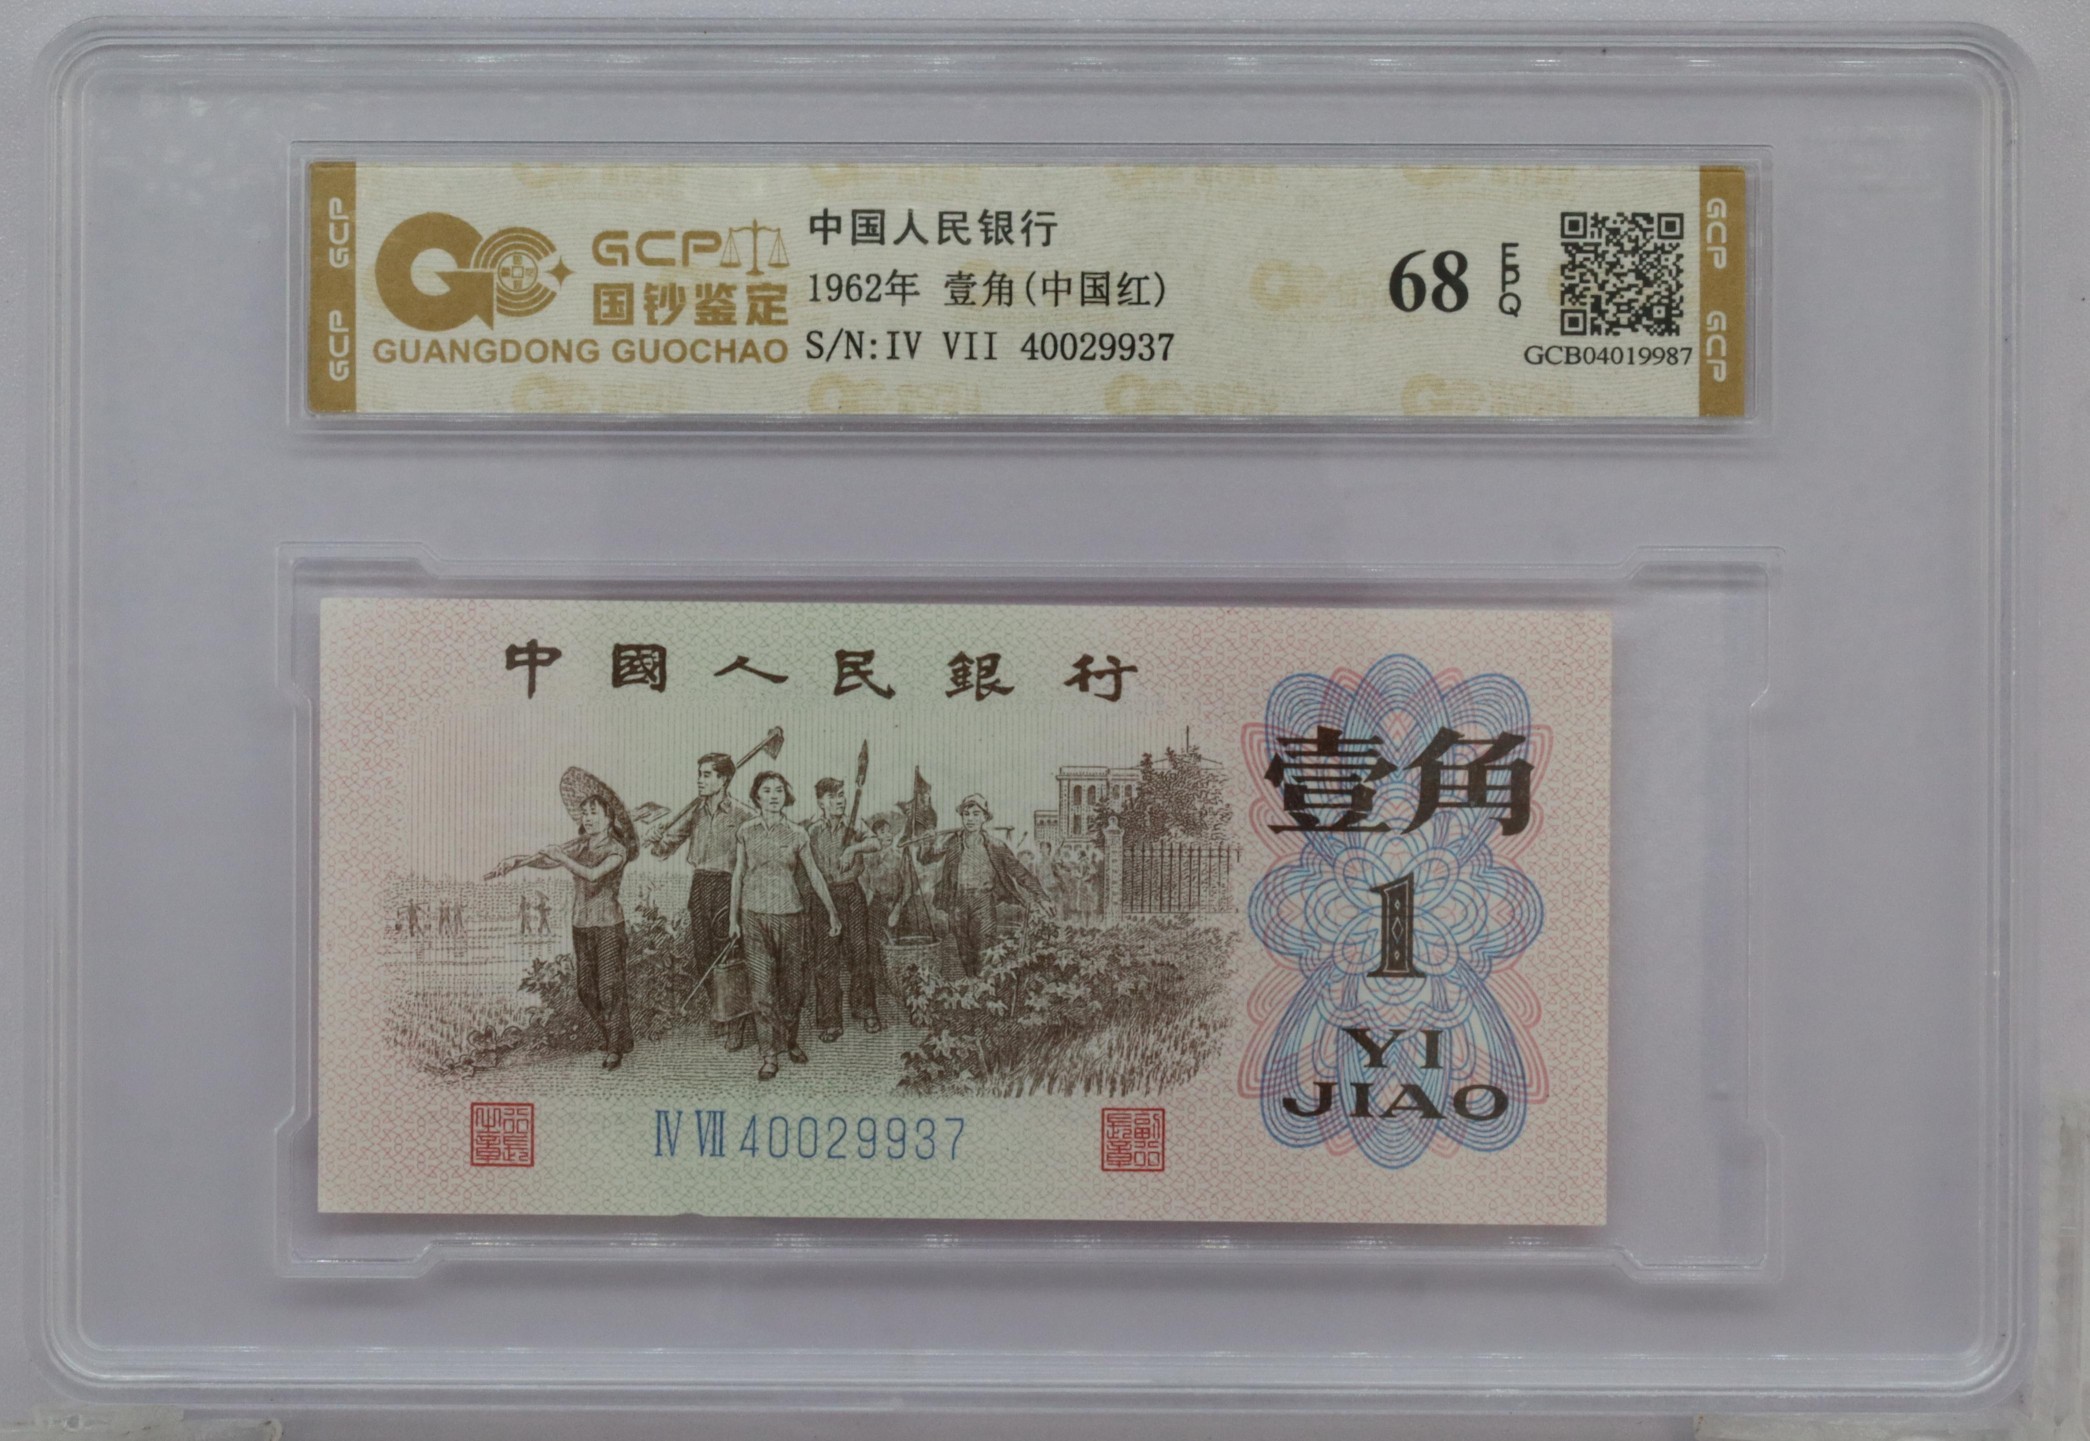 GCP GCP
GCP
国钞鉴定
GUANGDONG GUOCHAO
中国人民银行
1962年 壹角(中国红)
S/N:IV VII 40029937
68
EPQ
GCB04019987
GCP GCP
中國人民銀行
壹角
1
YI
JIAO
IV VII 40029937